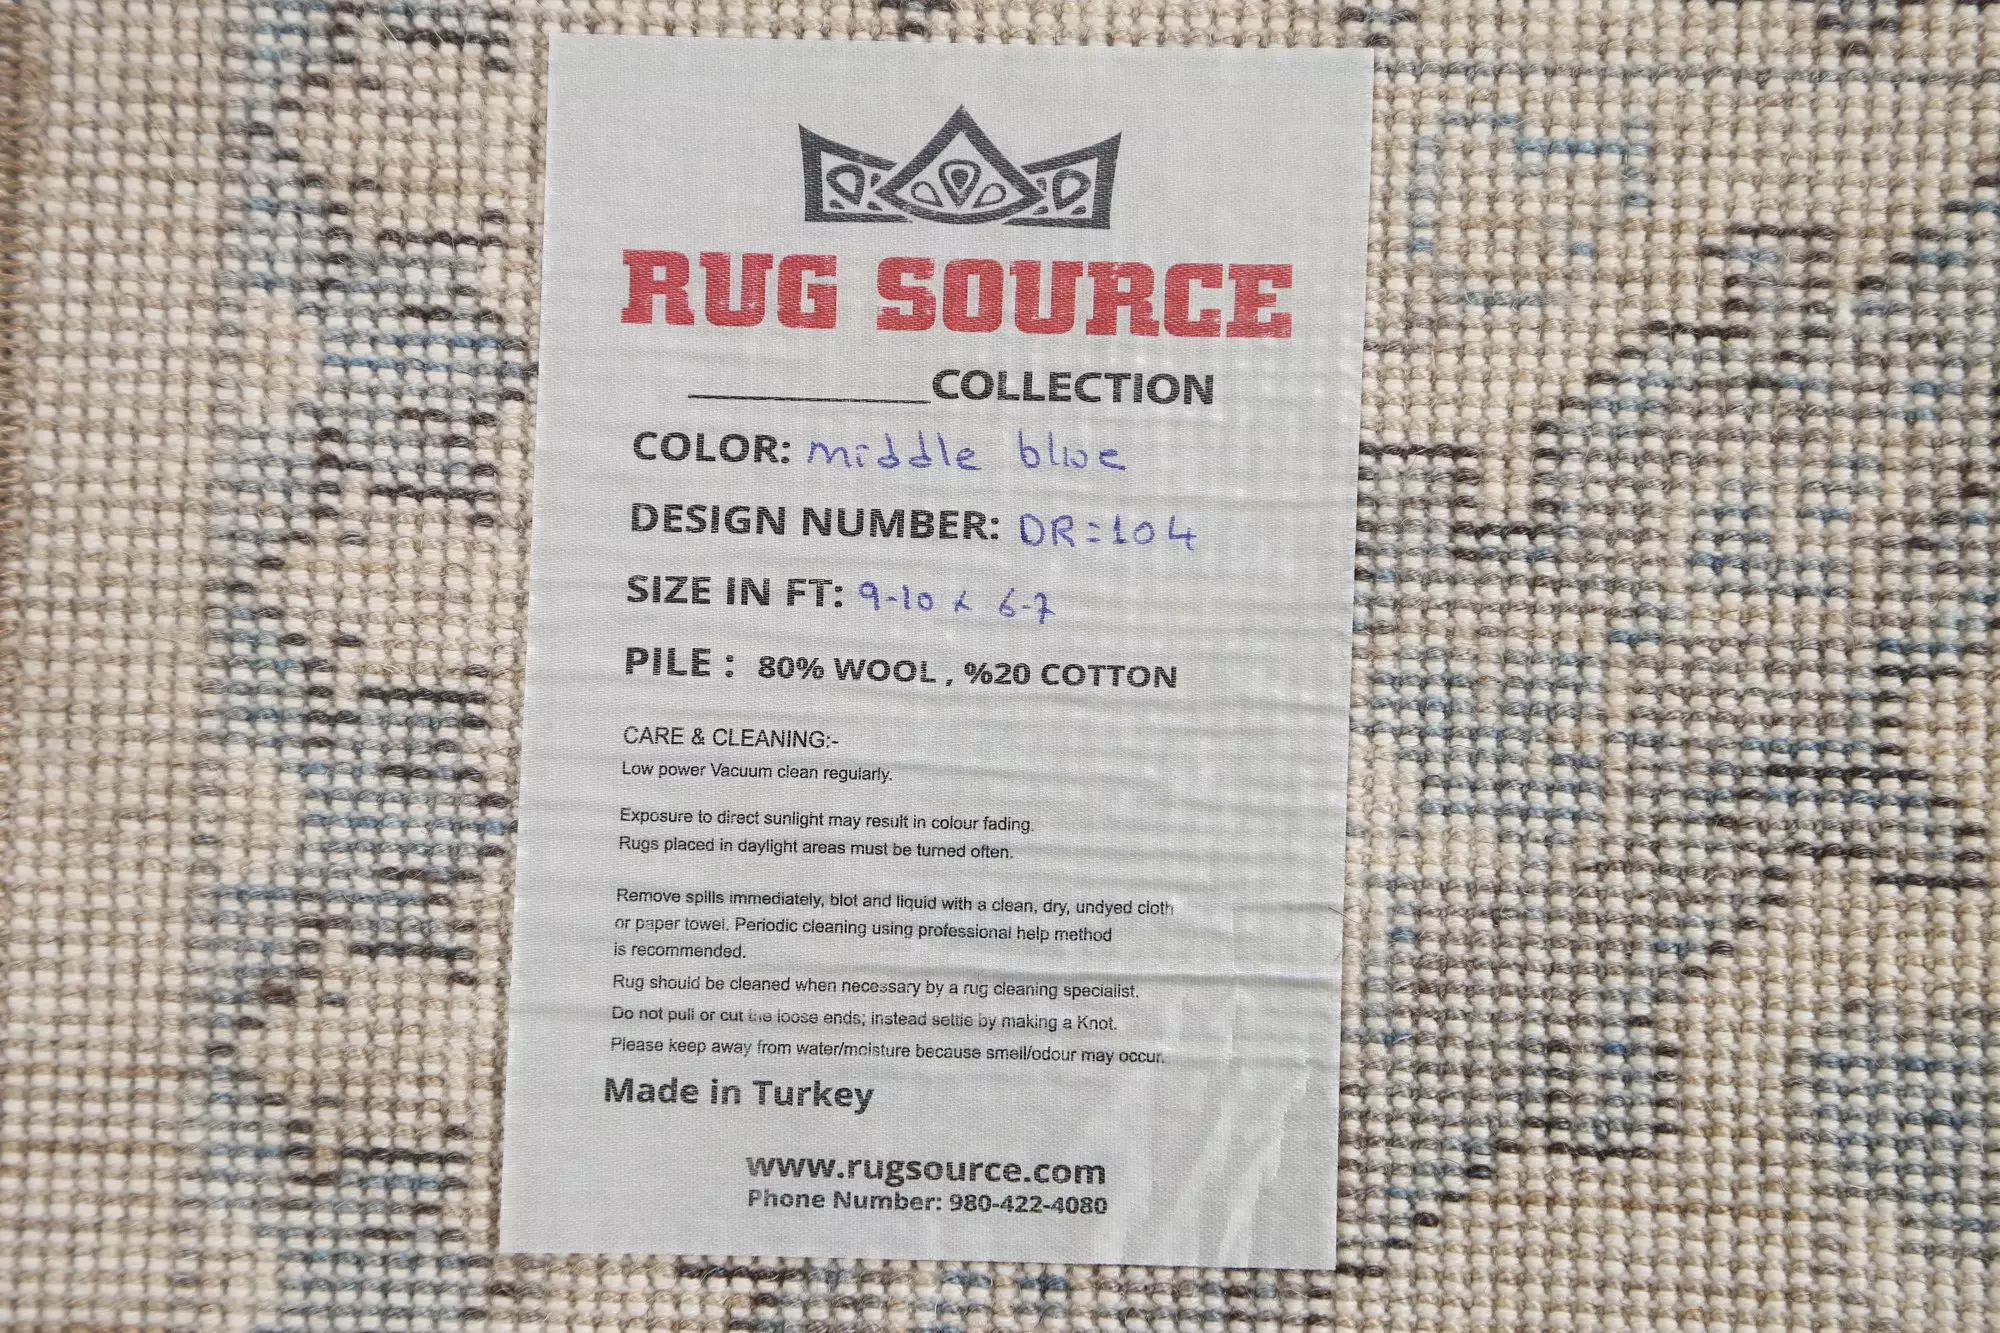 RUG SOURCE
____________COLLECTION
COLOR: middle blue
DESIGN NUMBER: DR=104
SIZE IN FT: 9-10 x 6-7
PILE : 80% WOOL , %20 COTTON
CARE & CLEANING:-
Low power Vacuum clean regularly.
Exposure to direct sunlight may result in colour fading.
Rugs placed in daylight areas must be turned often.
Remove spills immediately, blot and liquid with a clean, dry, undyed cloth
or paper towel. Periodic cleaning using professional help method
is recommended.
Rug should be cleaned when necessary by a rug cleaning specialist.
Do not pull or cut the loose ends; instead settle by making a Knot.
Please keep away from water/moisture because smell/odour may occur.
Made in Turkey
www.rugsource.com
Phone Number: 980-422-4080